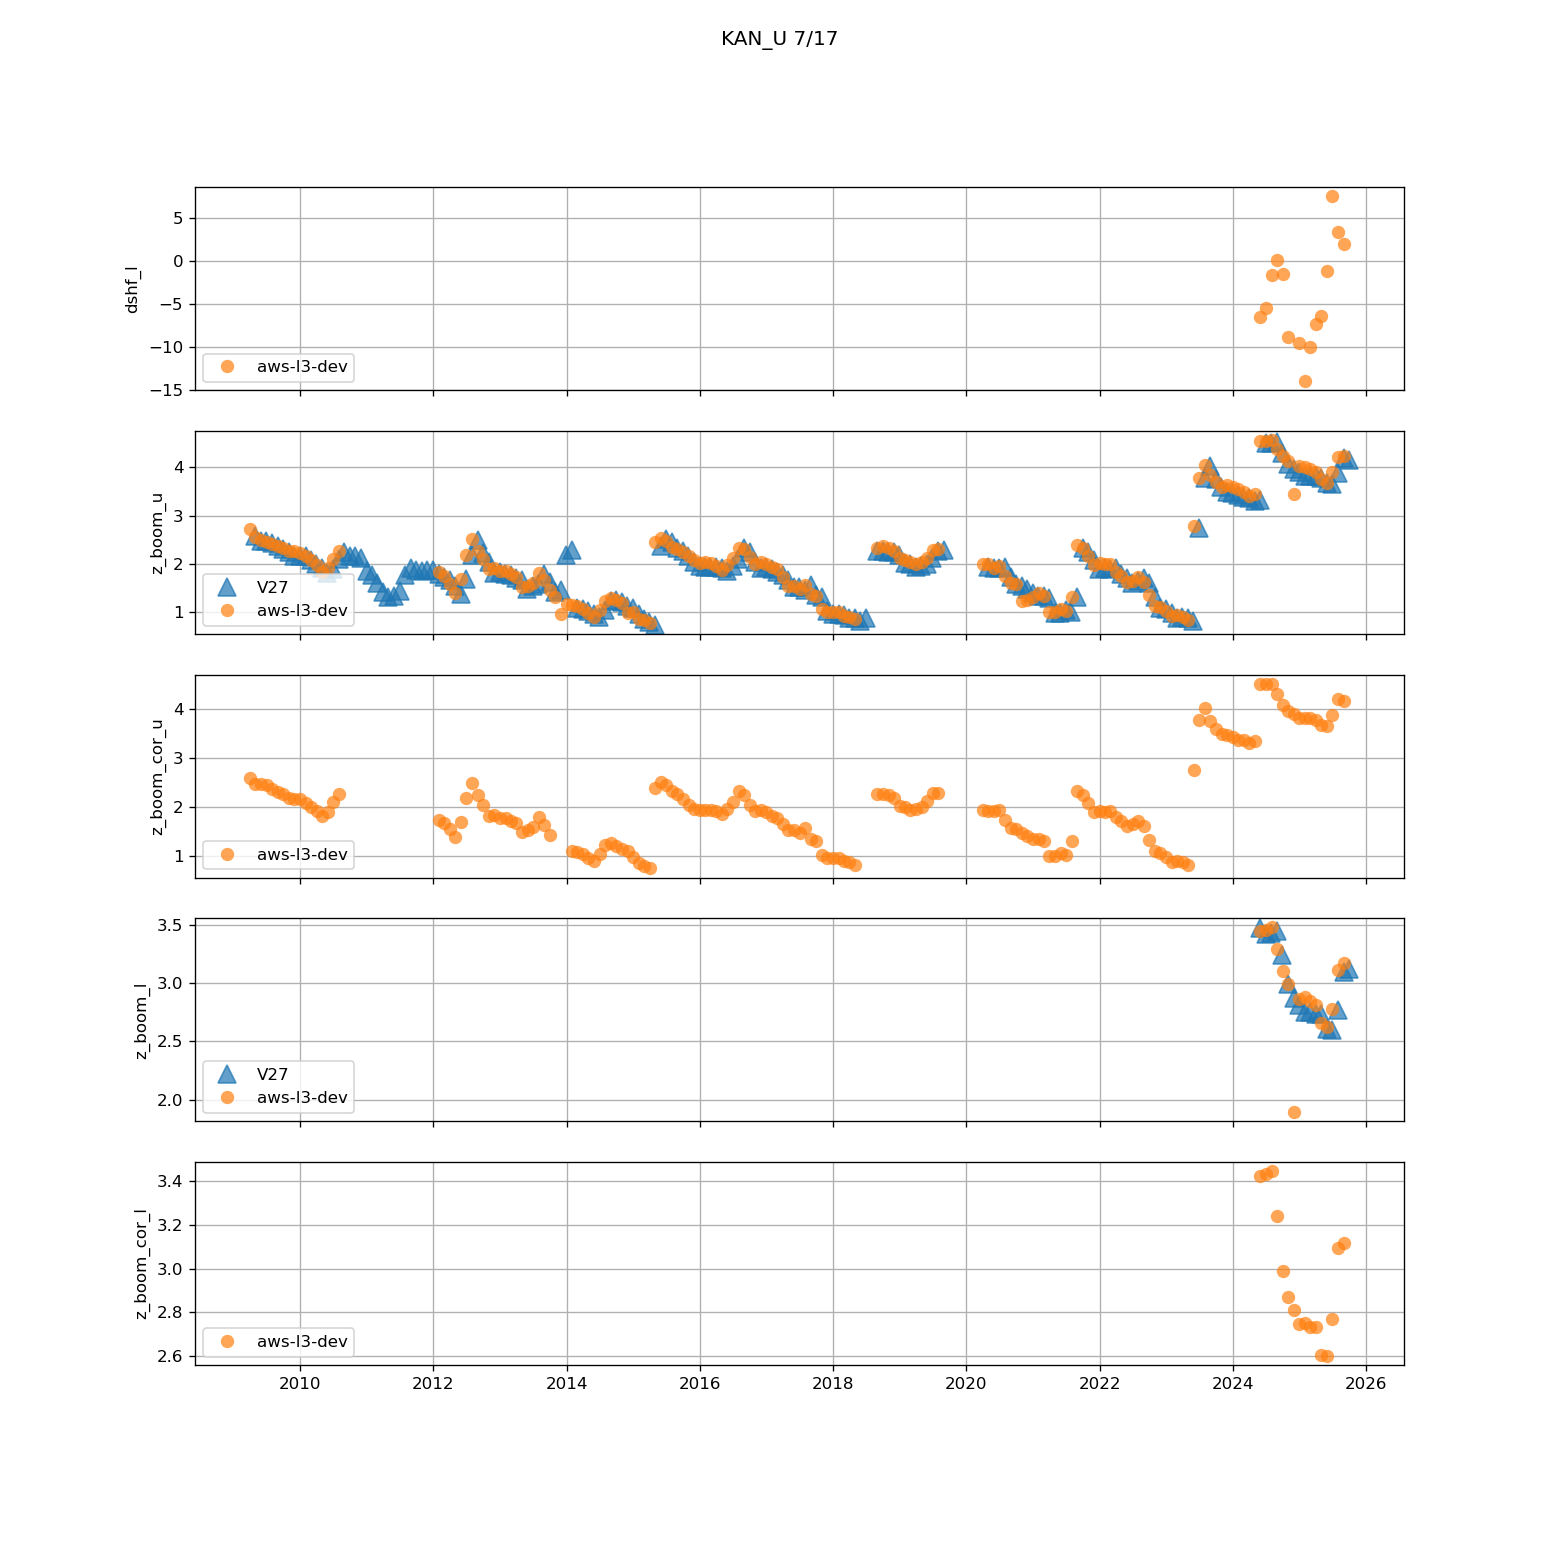 KAN_U 7/17
dshf_l
5
0
−5
−10
−15
aws-l3-dev
z_boom_u
4
3
2
1
V27
aws-l3-dev
z_boom_cor_u
4
3
2
1
aws-l3-dev
z_boom_l
3.5
3.0
2.5
2.0
V27
aws-l3-dev
z_boom_cor_l
3.4
3.2
3.0
2.8
2.6
aws-l3-dev
2010 2012 2014 2016 2018 2020 2022 2024 2026